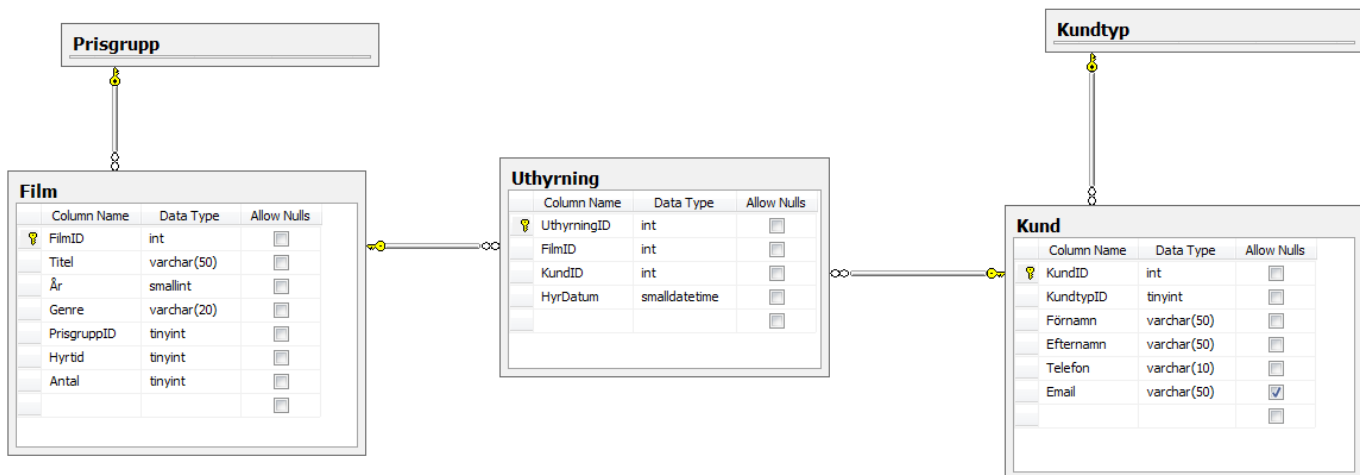 Prisgrupp
Kundtyp
Film
Column Name Data Type Allow Nulls
FilmID int
Titel varchar(50)
År smallint
Genre varchar(20)
PrisgruppID tinyint
Hyrtid tinyint
Antal tinyint
Uthyrning
Column Name Data Type Allow Nulls
UthyrningID int
FilmID int
KundID int
HyrDatum smalldatetime
Kund
Column Name Data Type Allow Nulls
KundID int
KundtypID tinyint
Förnamn varchar(50)
Efternamn varchar(50)
Telefon varchar(10)
Email varchar(50)